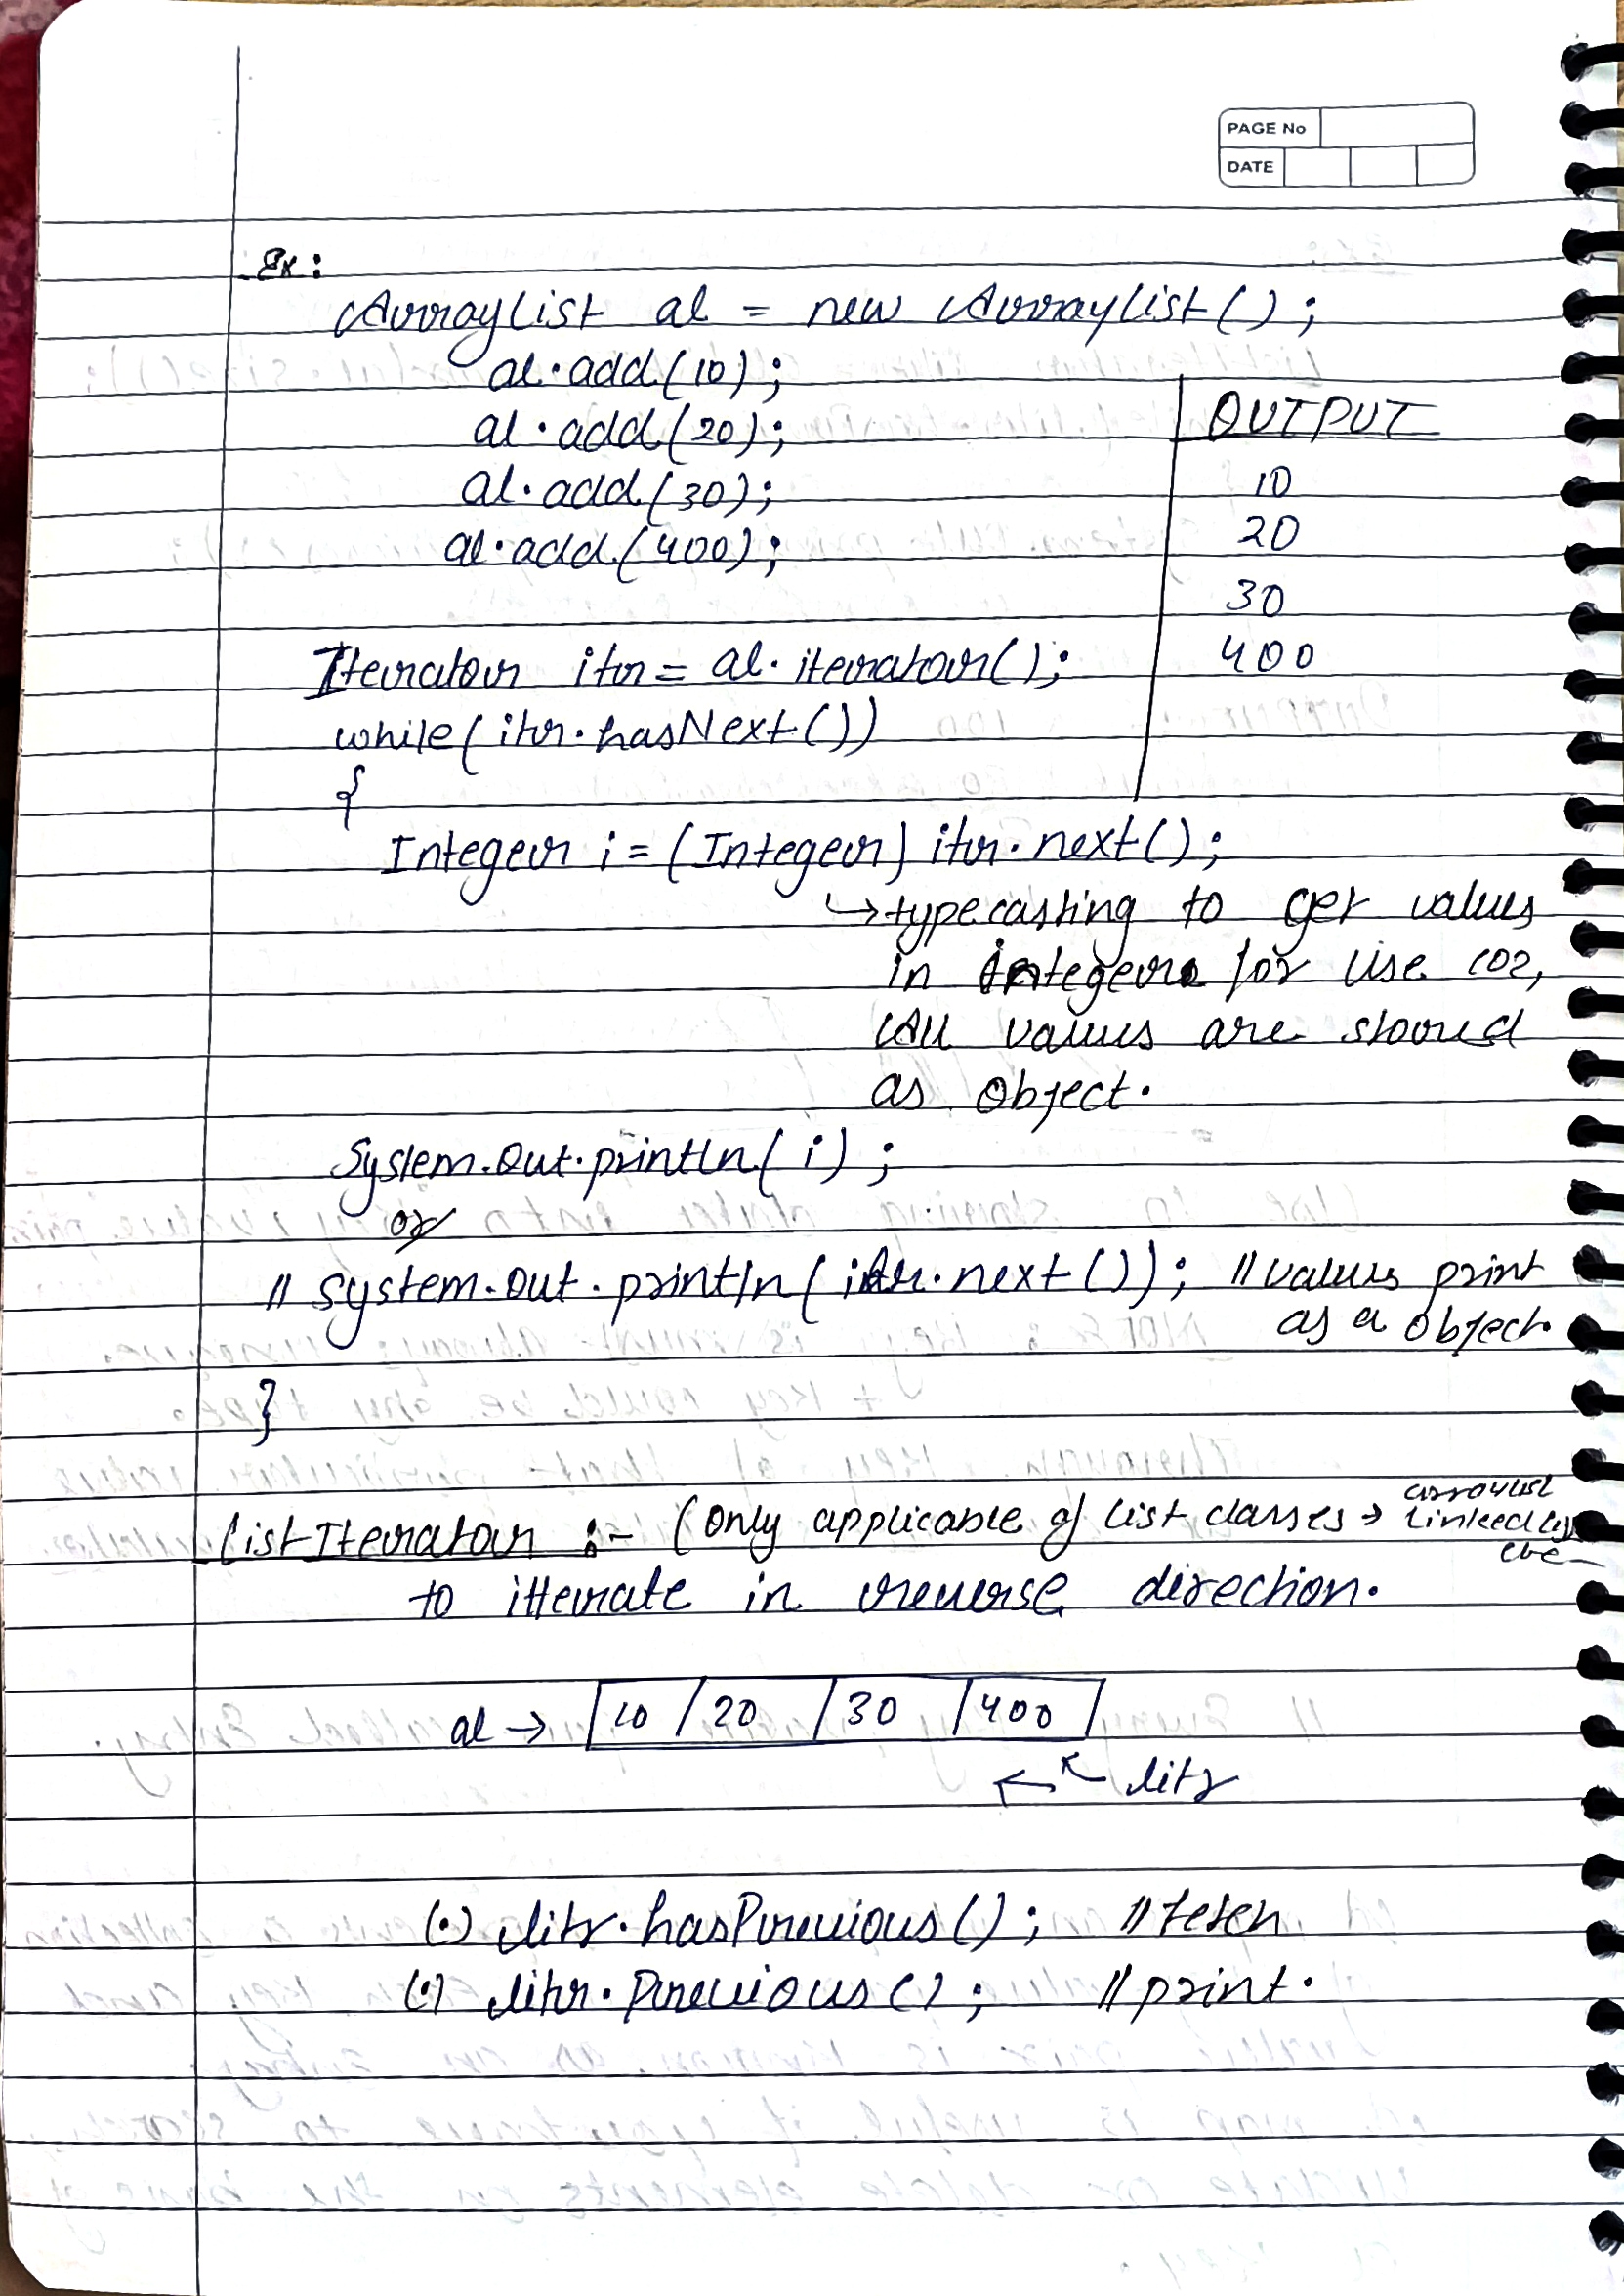 PAGE No
DATE
Ex:
ArrayList al = new ArrayList();
al.add(10);
al.add(20);
al.add(30);
al.add(400);
OUTPUT
10
20
30
400
Iterator itr = al.iterator();
while(itr.hasNext())
{
Integer i = (Integer) itr.next();
↳ typecasting to get values
in integers for use coz,
All values are stored
as object.
System.out.println(i);
or
// System.out.println(itr.next()); // values print
as a object.
}
ListIterator :- (only applicable of list classes → arraylist
linkedlist
etc
to itterate in reverse direction.
al → 10 / 20 / 30 / 400
litr
(•) litr.hasPrevious(); // fetch
(•) litr.Previous(); // print.